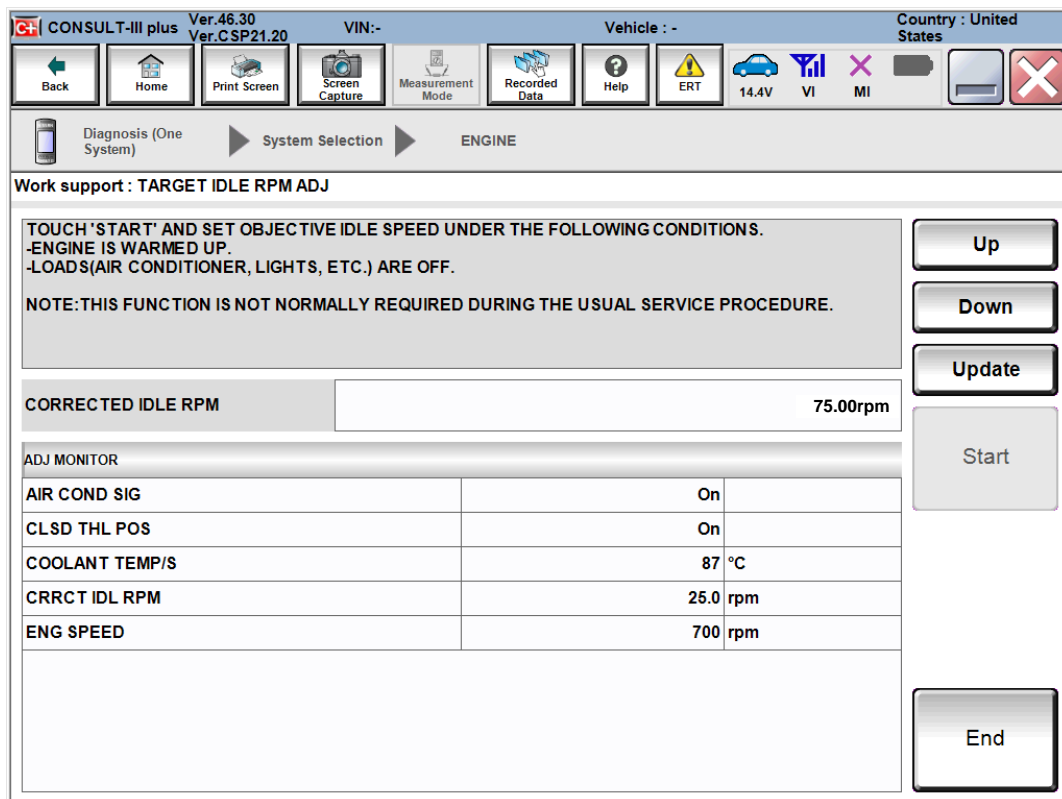 C+ CONSULT-III plus Ver.46.30 VIN:- Vehicle : - Country : United
Ver.CSP21.20 States
Back Home Print Screen Screen Capture Measurement Mode Recorded Data Help ERT 14.4V VI MI
Diagnosis (One System) System Selection ENGINE
Work support : TARGET IDLE RPM ADJ
TOUCH 'START' AND SET OBJECTIVE IDLE SPEED UNDER THE FOLLOWING CONDITIONS.
-ENGINE IS WARMED UP.
-LOADS(AIR CONDITIONER, LIGHTS, ETC.) ARE OFF.
NOTE:THIS FUNCTION IS NOT NORMALLY REQUIRED DURING THE USUAL SERVICE PROCEDURE.
Up
Down
Update
CORRECTED IDLE RPM 75.00rpm
Start
ADJ MONITOR
AIR COND SIG On
CLSD THL POS On
COOLANT TEMP/S 87 °C
CRRCT IDL RPM 25.0 rpm
ENG SPEED 700 rpm
End